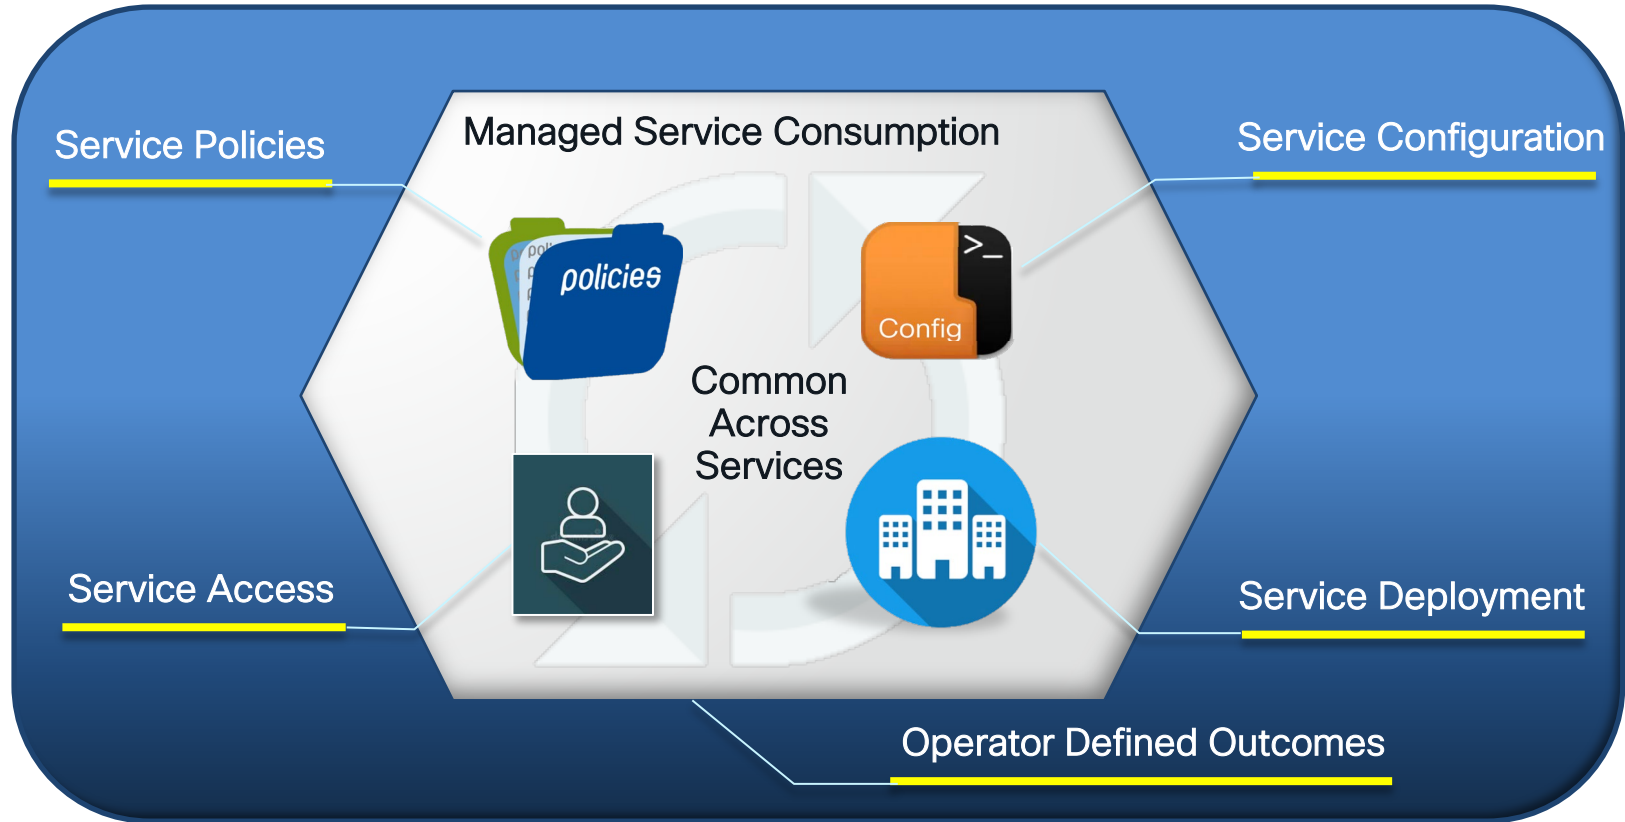 Managed Service Consumption
Service Policies
Service Configuration
policies
>_
Config
Common
Across
Services
Service Access
Service Deployment
Operator Defined Outcomes